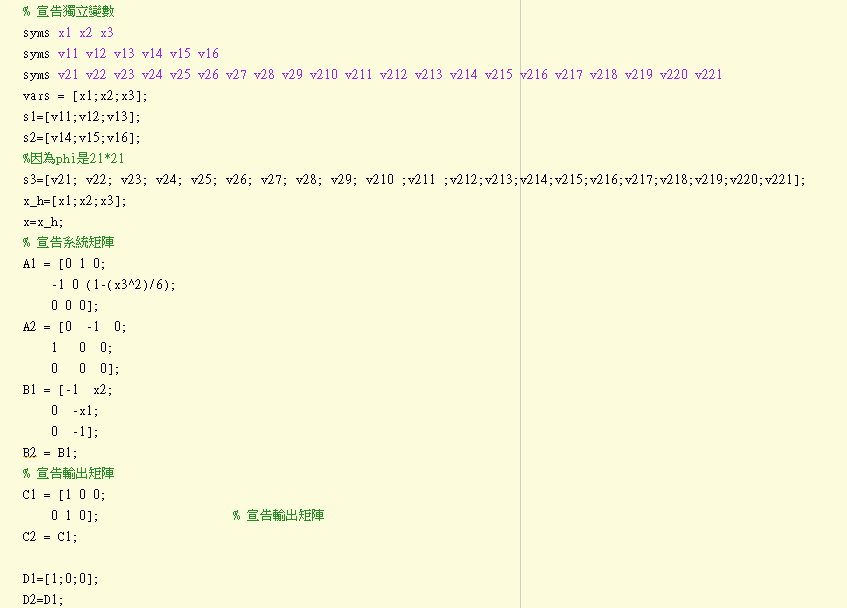 % 宣告獨立變數
syms x1 x2 x3
syms v11 v12 v13 v14 v15 v16
syms v21 v22 v23 v24 v25 v26 v27 v28 v29 v210 v211 v212 v213 v214 v215 v216 v217 v218 v219 v220 v221
vars = [x1;x2;x3];
s1=[v11;v12;v13];
s2=[v14;v15;v16];
%因為phi是21*21
s3=[v21; v22; v23; v24; v25; v26; v27; v28; v29; v210 ;v211 ;v212;v213;v214;v215;v216;v217;v218;v219;v220;v221];
x_h=[x1;x2;x3];
x=x_h;
% 宣告系統矩陣
A1 = [0 1 0;
-1 0 (1-(x3^2)/6);
0 0 0];
A2 = [0 -1 0;
1 0 0;
0 0 0];
B1 = [-1 x2;
0 -x1;
0 -1];
B2 = B1;
% 宣告輸出矩陣
C1 = [1 0 0;
0 1 0]; % 宣告輸出矩陣
C2 = C1;
D1=[1;0;0];
D2=D1;